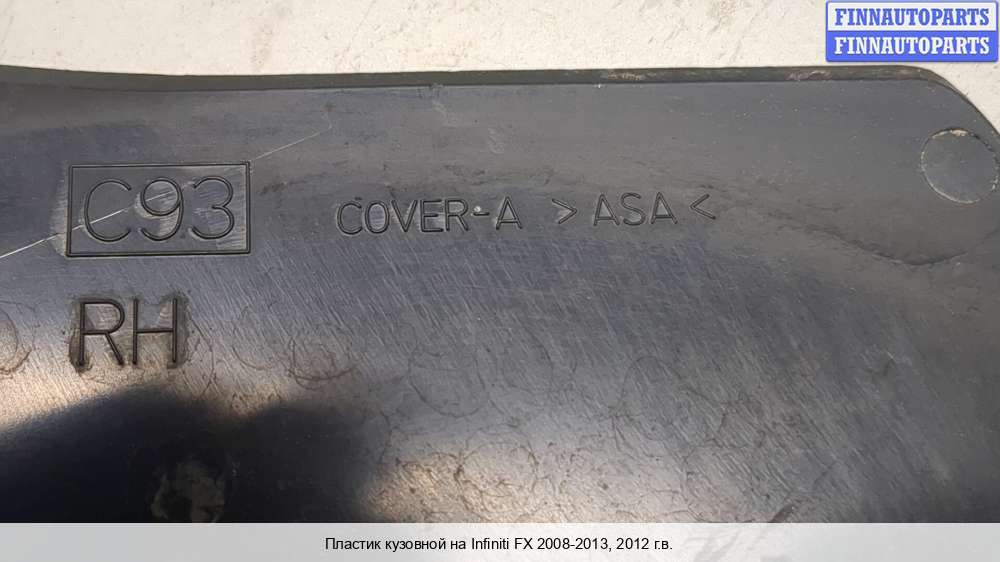 FINNAUTOPARTS
FINNAUTOPARTS
C93
COVER-A >ASA<
RH
Пластик кузовной на Infiniti FX 2008-2013, 2012 г.в.